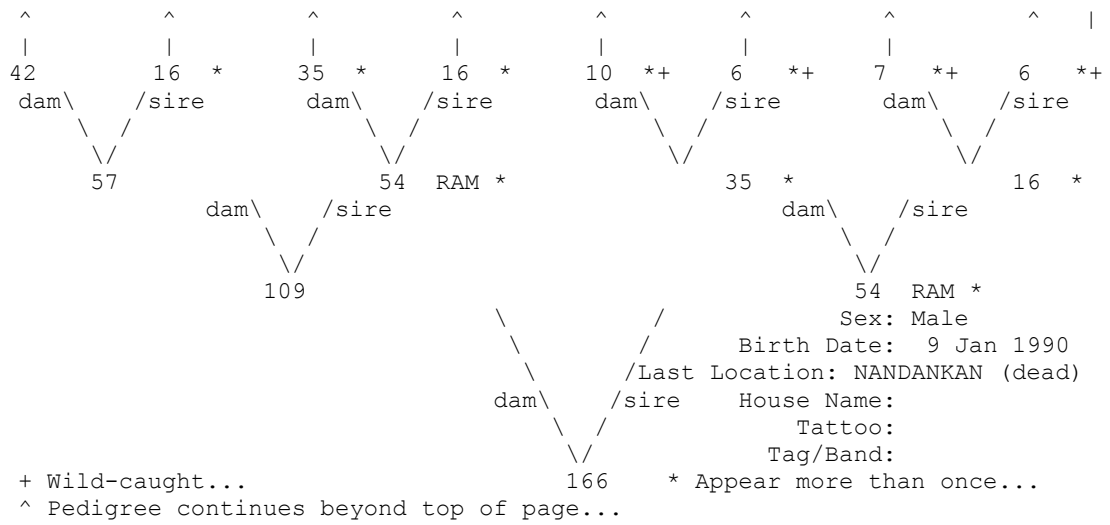 ^ ^ ^ ^ ^ ^ ^ ^ |
| | | | | | |
42 16 * 35 * 16 * 10 *+ 6 *+ 7 *+ 6 *+
dam\ /sire dam\ /sire dam\ /sire dam\ /sire
\ / \ / \ / \ /
\/ \/ \/ \/
57 54 RAM * 35 * 16 *
dam\ /sire dam\ /sire
\ / \ /
\/ \/
109 54 RAM *
\ / Sex: Male
\ / Birth Date: 9 Jan 1990
\ /Last Location: NANDANKAN (dead)
dam\ /sire House Name:
\ / Tattoo:
\/ Tag/Band:
+ Wild-caught... 166 * Appear more than once...
^ Pedigree continues beyond top of page...